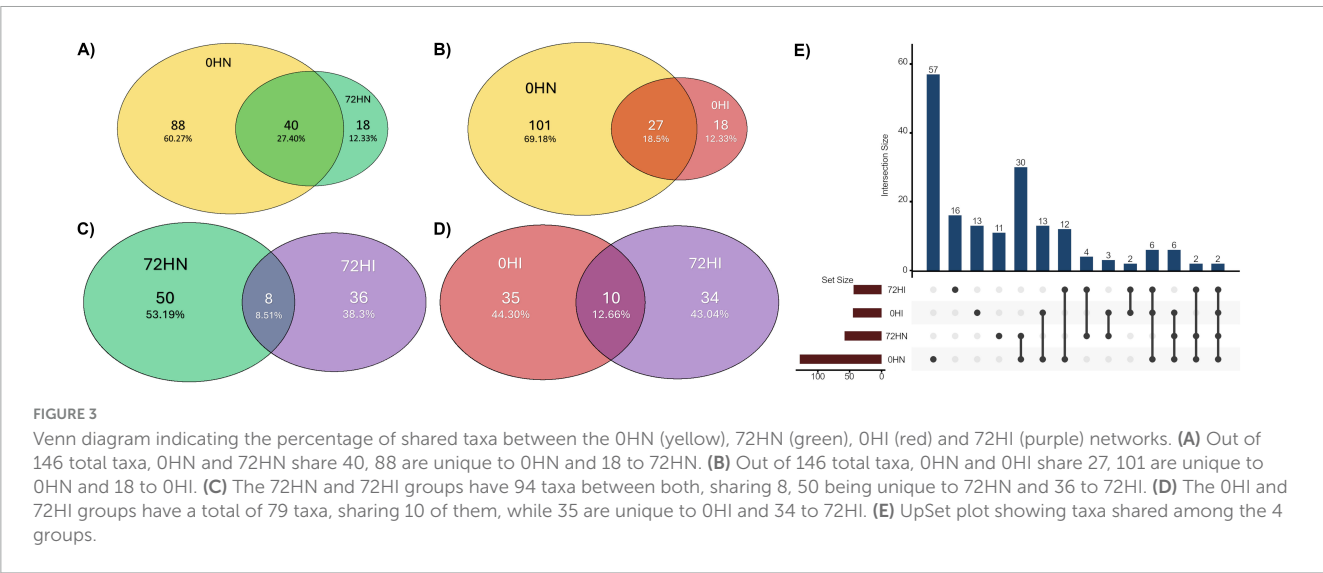 A)
0HN
72HN
88
60.27%
40
27.40%
18
12.33%
B)
0HN
0HI
101
69.18%
27
18.5%
18
12.33%
C)
72HN
72HI
50
53.19%
8
8.51%
36
38.3%
D)
0HI
72HI
35
44.30%
10
12.66%
34
43.04%
E)
Intersection Size
60
40
20
0
57
16
13
11
30
13
12
4
3
2
6
6
2
2
Set Size
72HI
0HI
72HN
0HN
100 50 0
FIGURE 3
Venn diagram indicating the percentage of shared taxa between the 0HN (yellow), 72HN (green), 0HI (red) and 72HI (purple) networks. (A) Out of
146 total taxa, 0HN and 72HN share 40, 88 are unique to 0HN and 18 to 72HN. (B) Out of 146 total taxa, 0HN and 0HI share 27, 101 are unique to
0HN and 18 to 0HI. (C) The 72HN and 72HI groups have 94 taxa between both, sharing 8, 50 being unique to 72HN and 36 to 72HI. (D) The 0HI and
72HI groups have a total of 79 taxa, sharing 10 of them, while 35 are unique to 0HI and 34 to 72HI. (E) UpSet plot showing taxa shared among the 4
groups.